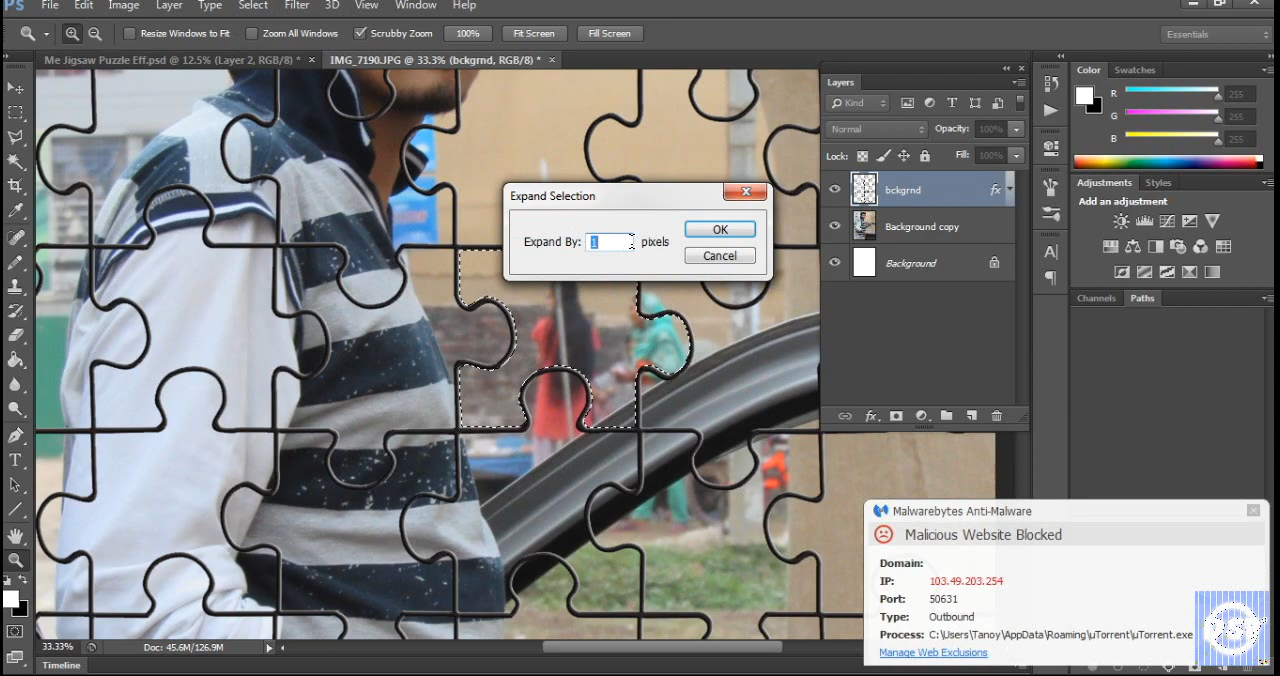 Ps File Edit Image Layer Type Select Filter 3D View Window Help
Resize Windows to Fit Zoom All Windows Scrubby Zoom 100% Fit Screen Fill Screen Essentials
Me Jigsaw Puzzle Eff.psd @ 12.5% (Layer 2, RGB/8) * × IMG_7190.JPG @ 33.3% (bckgrnd, RGB/8) * ×
Layers
Kind
Normal Opacity: 100%
Lock: Fill: 100%
bckgrnd fx
Background copy
Background
fx
Color Swatches
R 255
G 255
B 255
Adjustments Styles
Add an adjustment
Channels Paths
Expand Selection
Expand By: 1 pixels
OK
Cancel
33.33% Doc: 45.6M/126.9M
Timeline
Malwarebytes Anti-Malware
Malicious Website Blocked
Domain:
IP: 103.49.203.254
Port: 50631
Type: Outbound
Process: C:\Users\Tanoy\AppData\Roaming\uTorrent\uTorrent.exe
Manage Web Exclusions